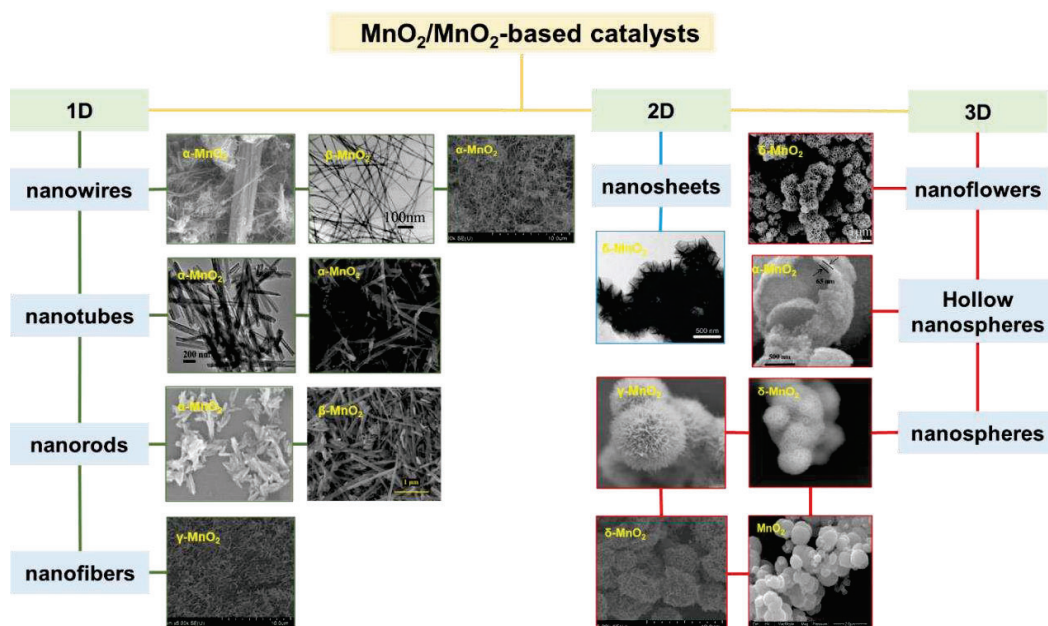 MnO₂/MnO₂-based catalysts
1D
2D
3D
nanowires
α-MnO₂
β-MnO₂
100nm
α-MnO₂
10.0μm
nanosheets
δ-MnO₂
nanoflowers
δ-MnO₂
500 nm
α-MnO₂
65 nm
500 nm
Hollow
nanospheres
nanotubes
α-MnO₂
200 nm
α-MnO₂
nanorods
α-MnO₂
β-MnO₂
1 μm
γ-MnO₂
δ-MnO₂
nanospheres
nanofibers
γ-MnO₂
δ-MnO₂
MnO₂